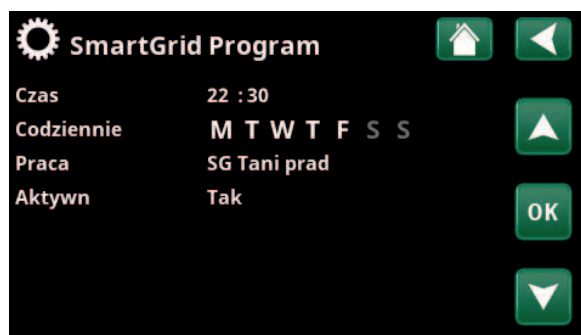 SmartGrid Program
Czas 22 :30
Codziennie M T W T F S S
Praca SG Tani prad
Aktywn Tak
OK